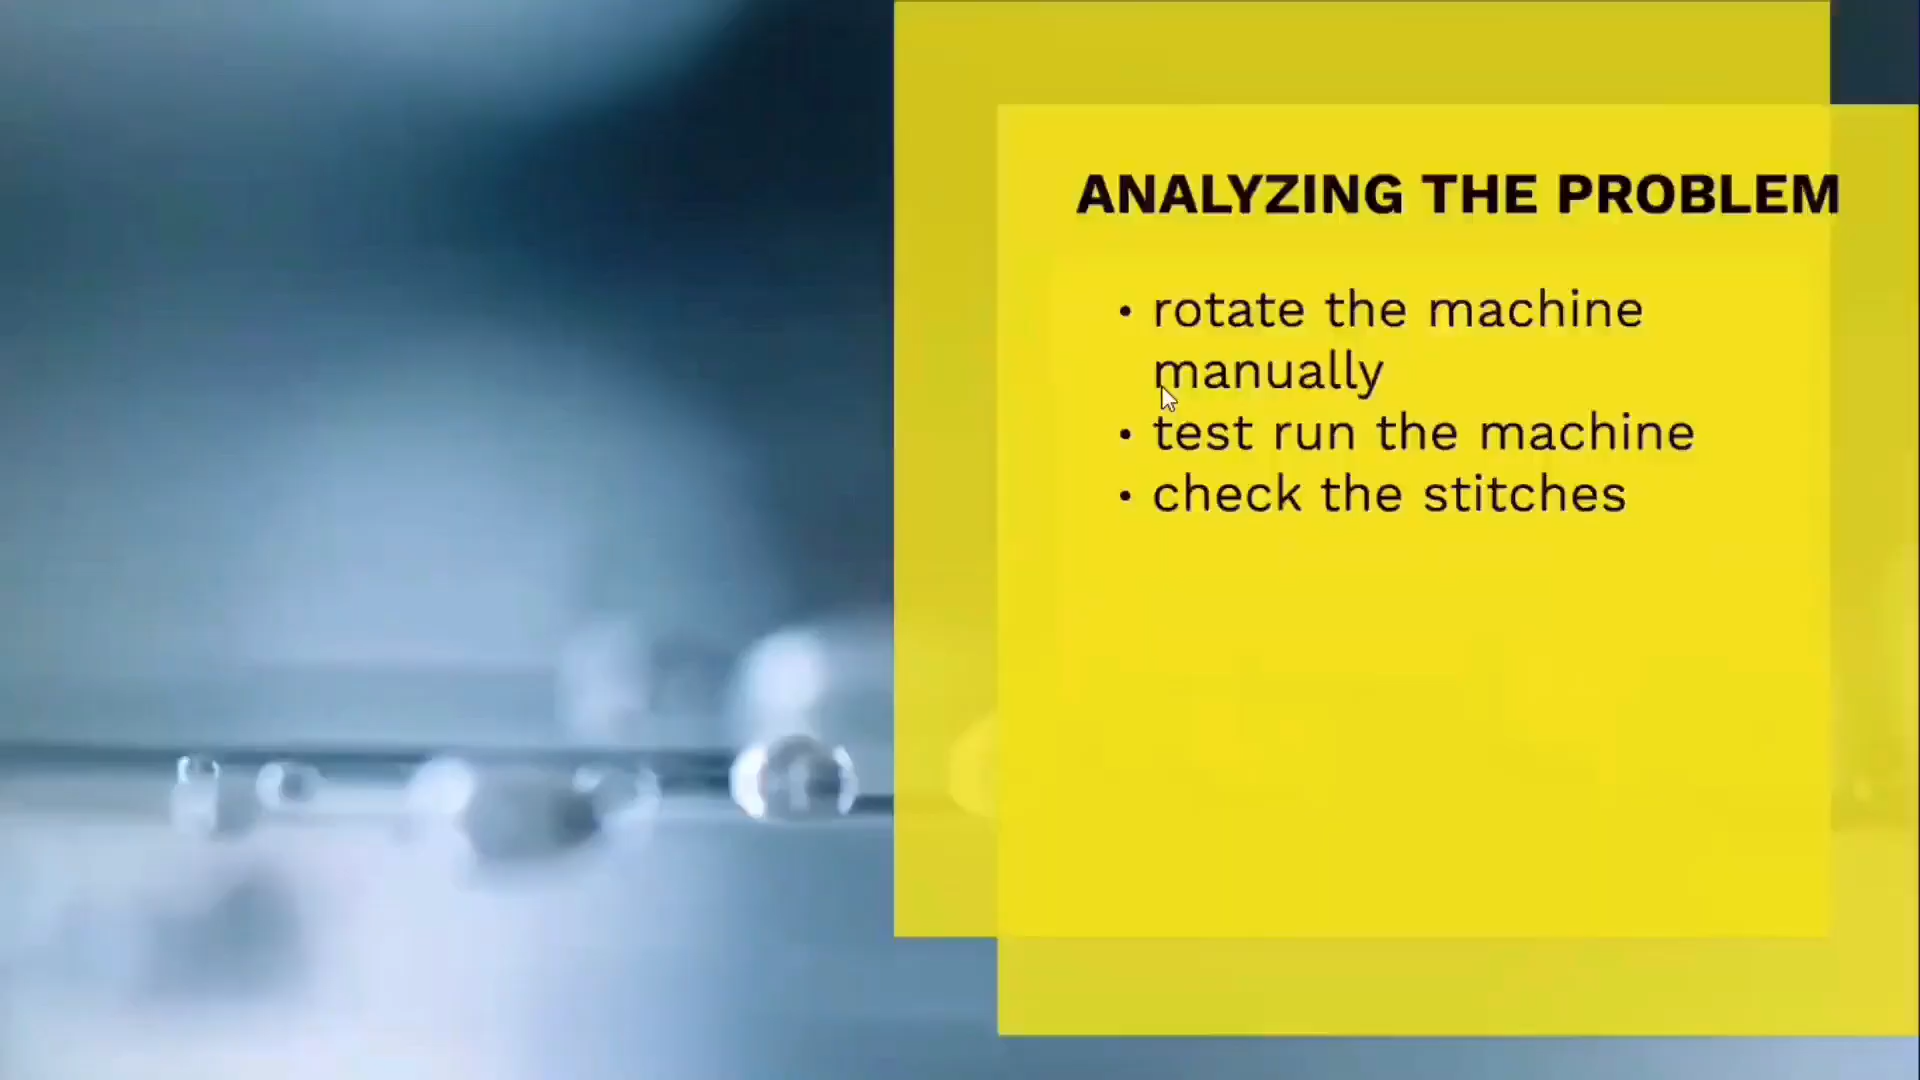 ANALYZING THE PROBLEM
• rotate the machine
manually
• test run the machine
• check the stitches